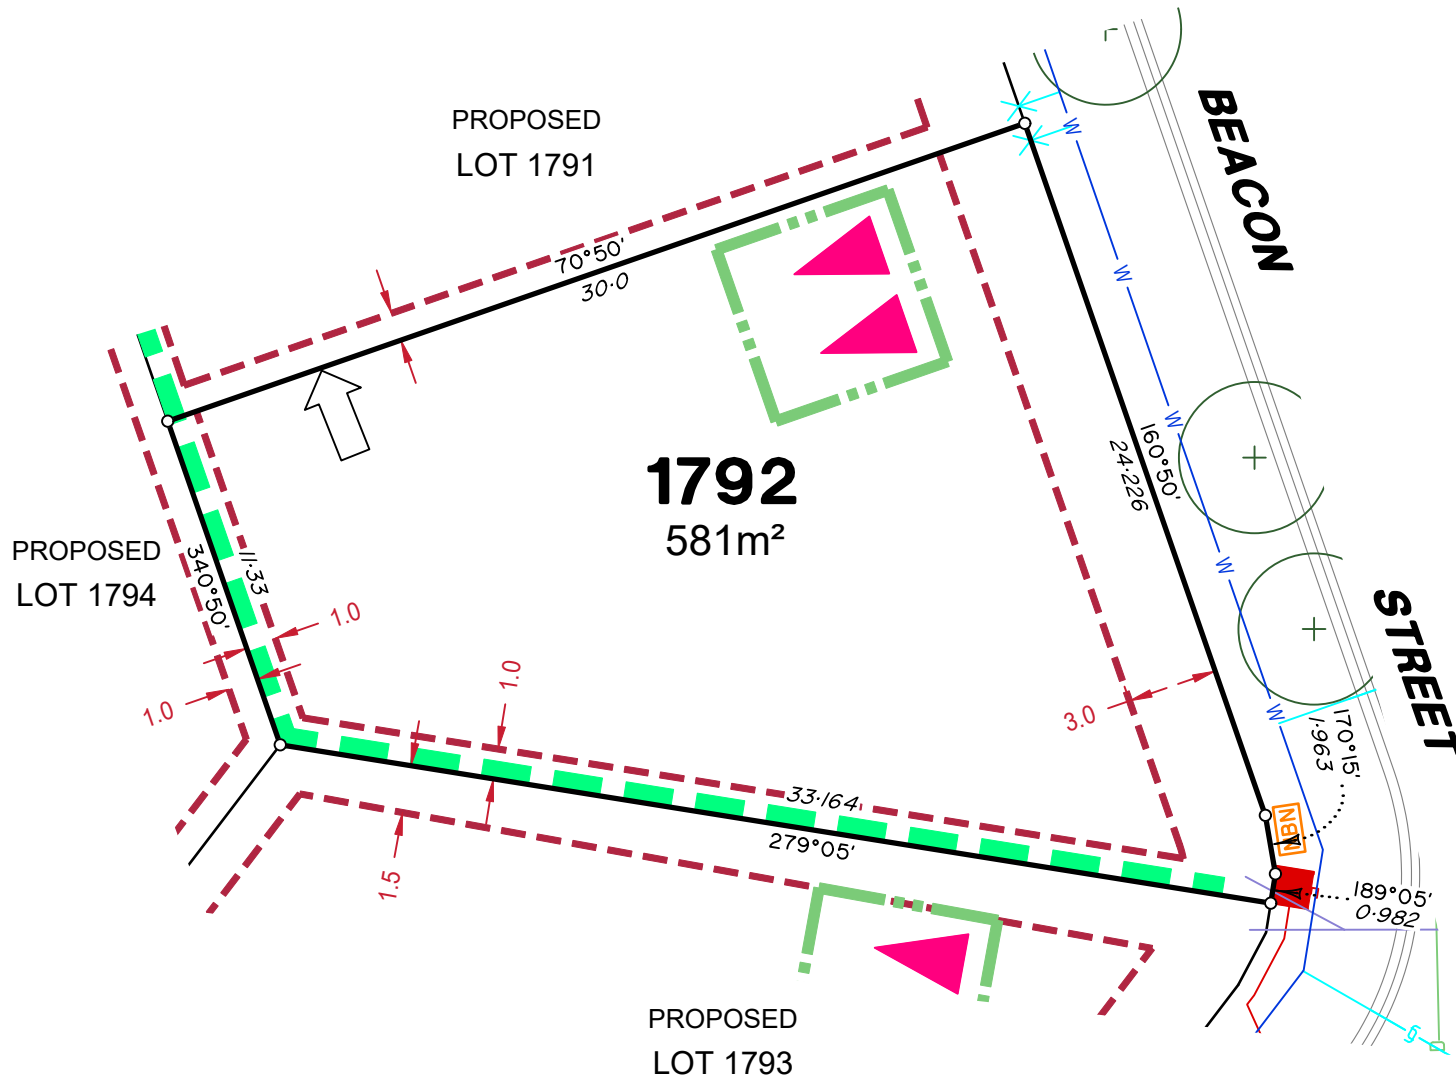 BEACON
PROPOSED
LOT 1791
W
70°50'
30·0
W
W
160°50'
24·226
1792
581m²
PROPOSED
LOT 1794
340°50'
11·33
W
STREET
1.0
1.0
1.0
3.0
W
170°15'
1·963
33·164
279°05'
NBN
1.5
189°05'
0·982
PROPOSED
LOT 1793
g
D